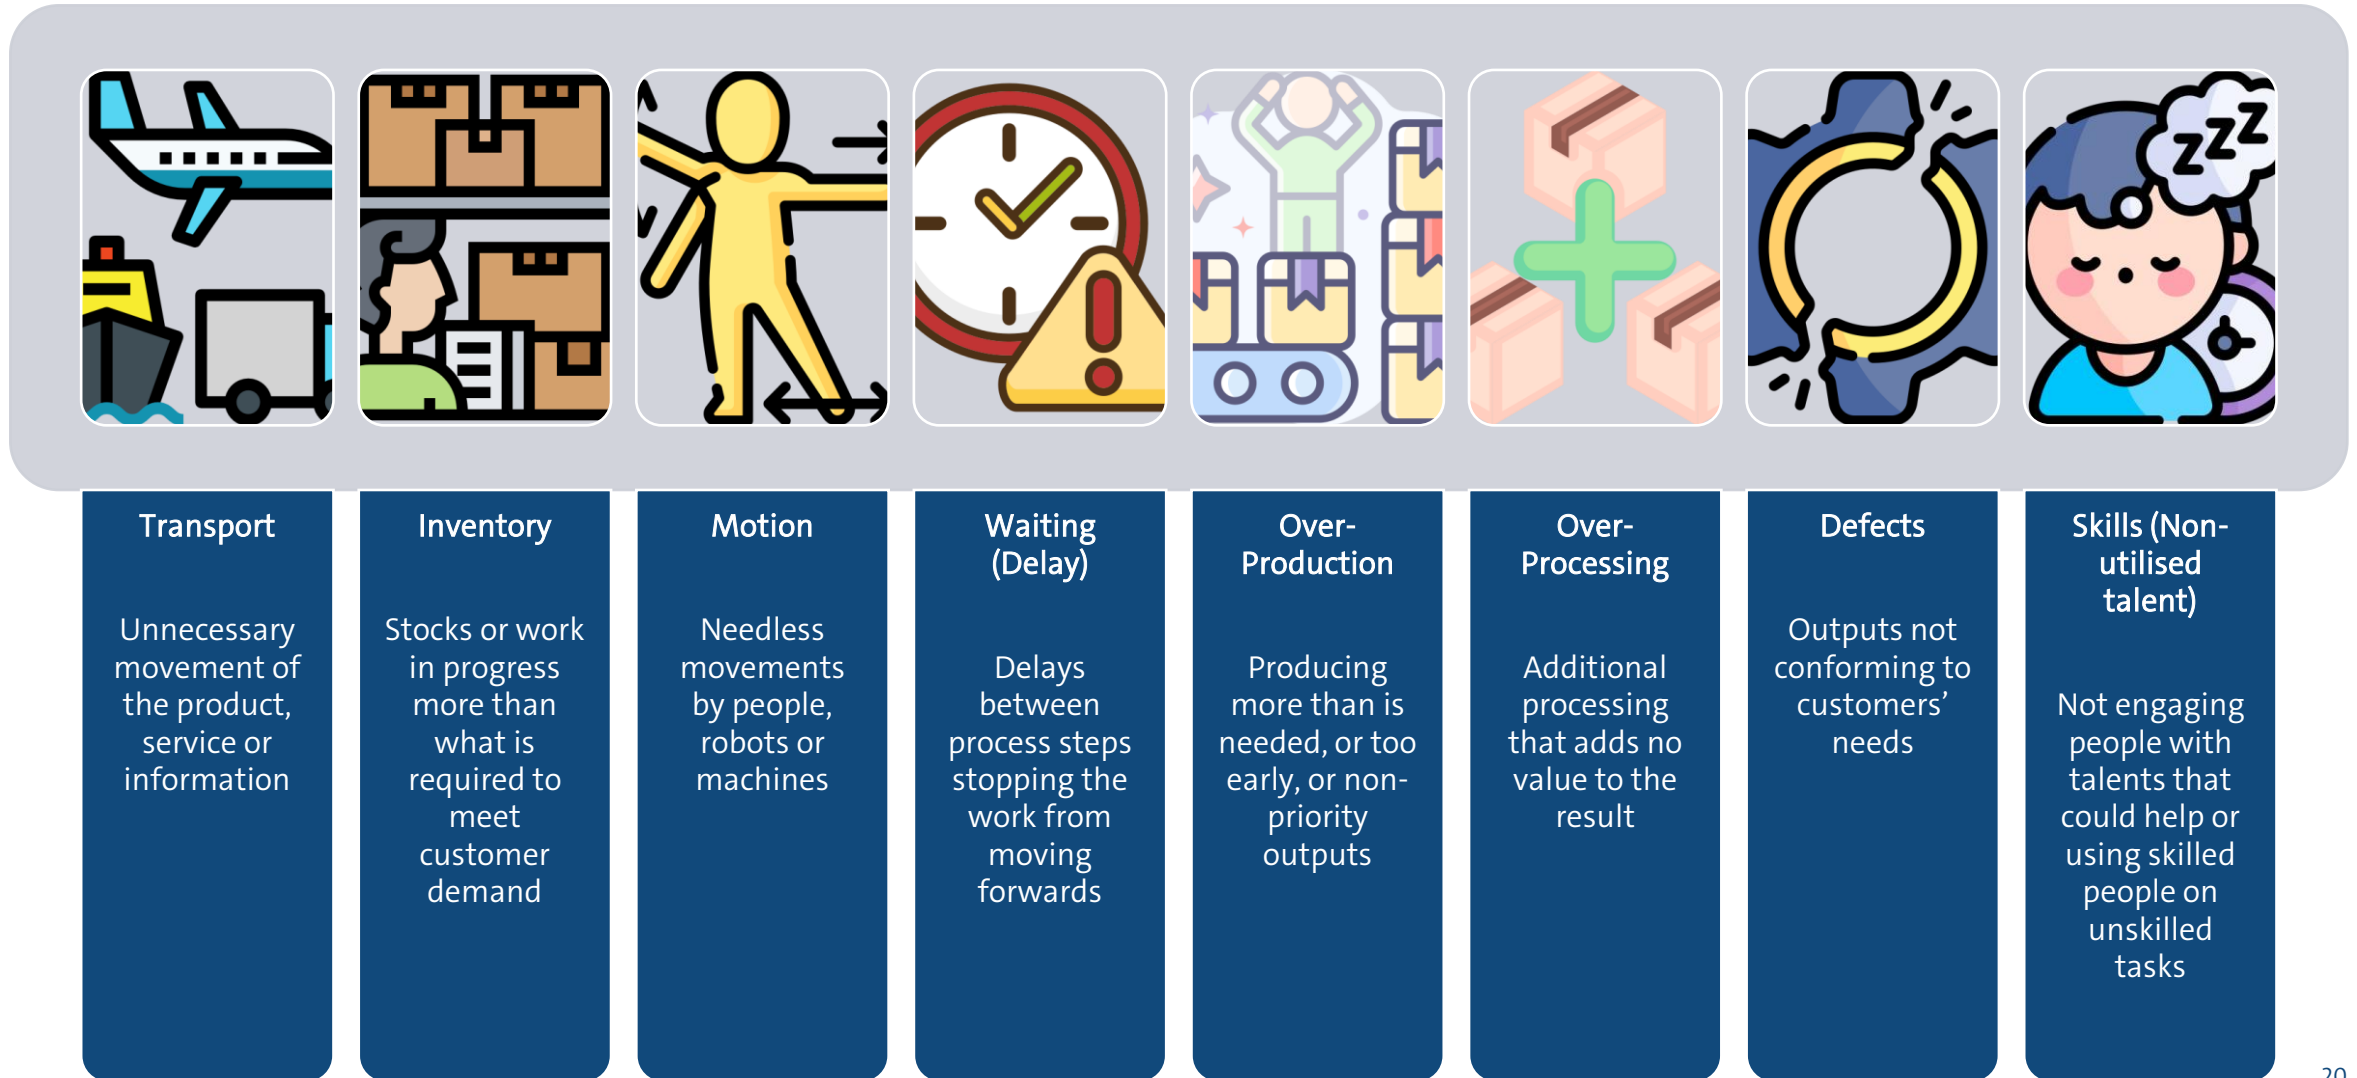 zzz
Transport
Unnecessary
movement of
the product,
service or
information
Inventory
Stocks or work
in progress
more than
what is
required to
meet
customer
demand
Motion
Needless
movements
by people,
robots or
machines
Waiting
(Delay)
Delays
between
process steps
stopping the
work from
moving
forwards
Over-
Production
Producing
more than is
needed, or too
early, or non-
priority
outputs
Over-
Processing
Additional
processing
that adds no
value to the
result
Defects
Outputs not
conforming to
customers’
needs
Skills (Non-
utilised
talent)
Not engaging
people with
talents that
could help or
using skilled
people on
unskilled
tasks
20